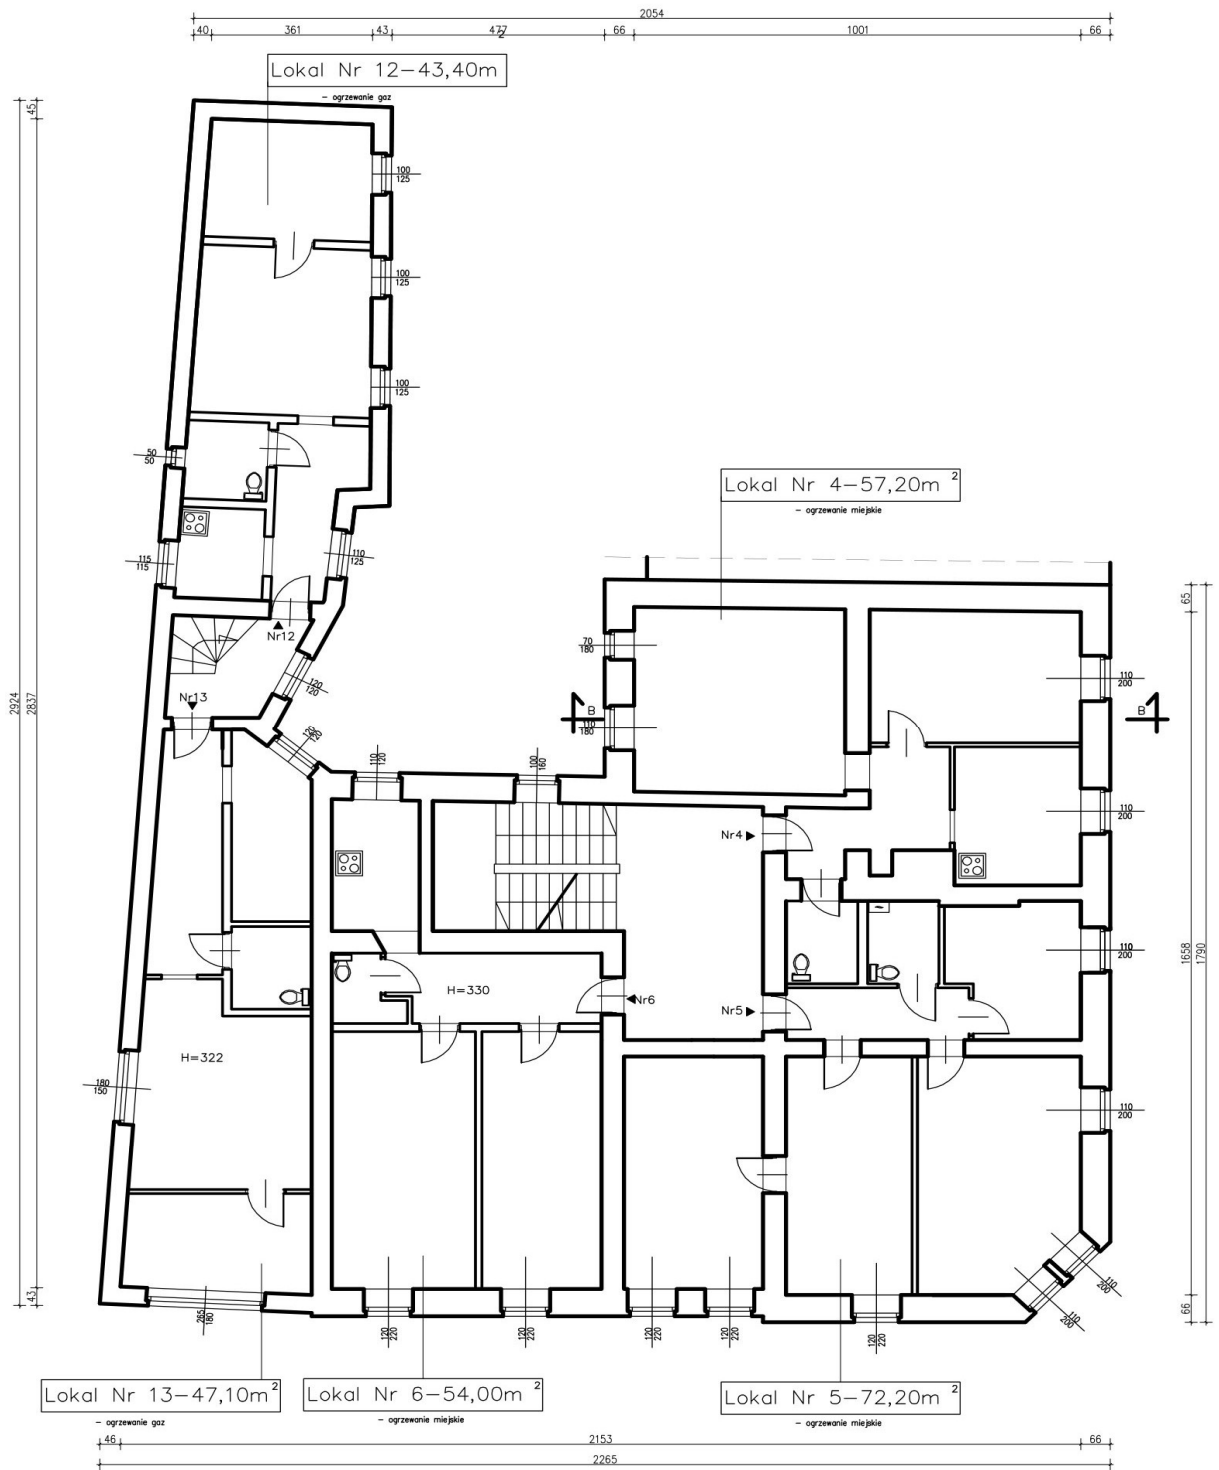 2054
40 361 43 477 66 1001 66
2
Lokal Nr 12-43,40m
- ogrzewanie gaz
45
100
125
100
125
100
125
50
50
Lokal Nr 4-57,20m 2
- ogrzewanie miejskie
115
115
110
125
65
Nr12
70
180
110
200
120
120
Nr13
2924
2837
B
110
180
B
120
120
110
120
100
160
110
200
Nr4
110
200
1658
1790
H=330
Nr6
Nr5
H=322
180
150
110
200
110
200
110
200
43
66
265
180
120
220
120
220
120
220
120
220
120
220
Lokal Nr 13-47,10m2
- ogrzewanie gaz
Lokal Nr 6-54,00m 2
- ogrzewanie miejskie
Lokal Nr 5-72,20m 2
- ogrzewanie miejskie
46 2153 66
2265